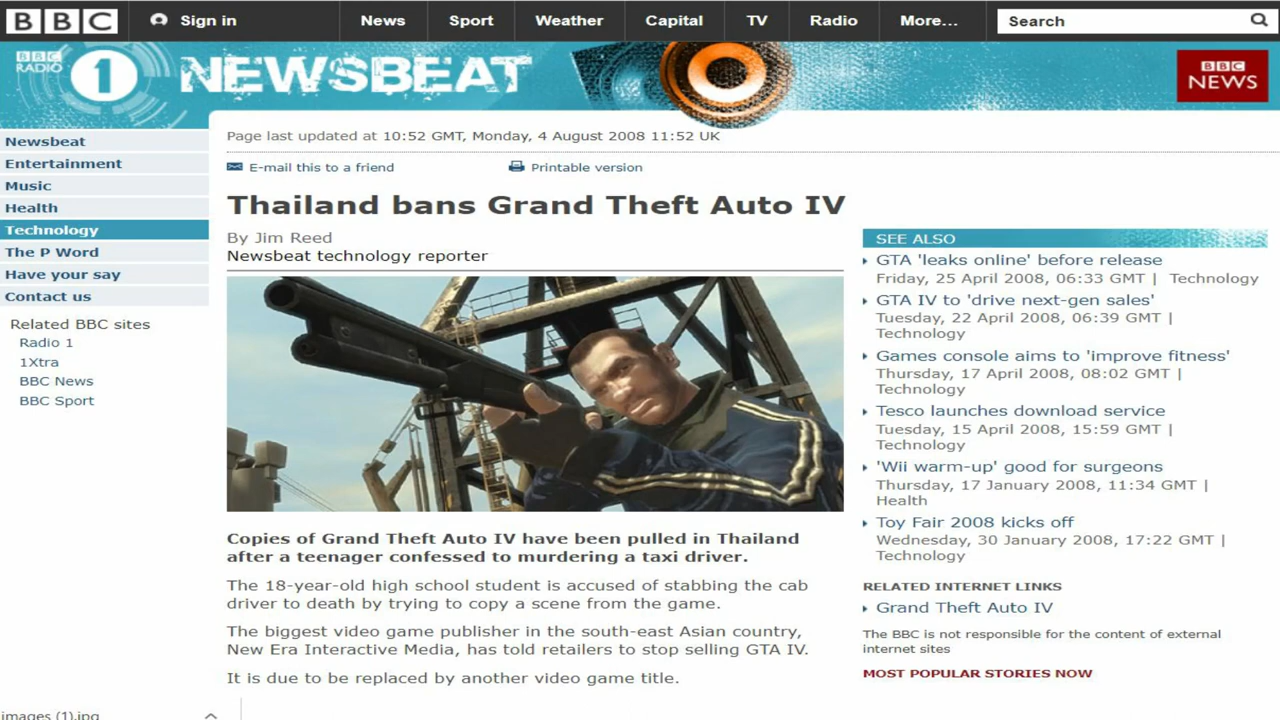 BBC Sign in News Sport Weather Capital TV Radio More... Search
BBC RADIO 1 NEWSBEAT
BBC NEWS
Newsbeat
Entertainment
Music
Health
Technology
The P Word
Have your say
Contact us
Related BBC sites
Radio 1
1Xtra
BBC News
BBC Sport
Page last updated at 10:52 GMT, Monday, 4 August 2008 11:52 UK
E-mail this to a friend Printable version
Thailand bans Grand Theft Auto IV
By Jim Reed
Newsbeat technology reporter
Copies of Grand Theft Auto IV have been pulled in Thailand
after a teenager confessed to murdering a taxi driver.
The 18-year-old high school student is accused of stabbing the cab
driver to death by trying to copy a scene from the game.
The biggest video game publisher in the south-east Asian country,
New Era Interactive Media, has told retailers to stop selling GTA IV.
It is due to be replaced by another video game title.
SEE ALSO
GTA 'leaks online' before release
Friday, 25 April 2008, 06:33 GMT | Technology
GTA IV to 'drive next-gen sales'
Tuesday, 22 April 2008, 06:39 GMT |
Technology
Games console aims to 'improve fitness'
Thursday, 17 April 2008, 08:02 GMT |
Technology
Tesco launches download service
Tuesday, 15 April 2008, 15:59 GMT |
Technology
'Wii warm-up' good for surgeons
Thursday, 17 January 2008, 11:34 GMT |
Health
Toy Fair 2008 kicks off
Wednesday, 30 January 2008, 17:22 GMT |
Technology
RELATED INTERNET LINKS
Grand Theft Auto IV
The BBC is not responsible for the content of external
internet sites
MOST POPULAR STORIES NOW
images (1).jpg